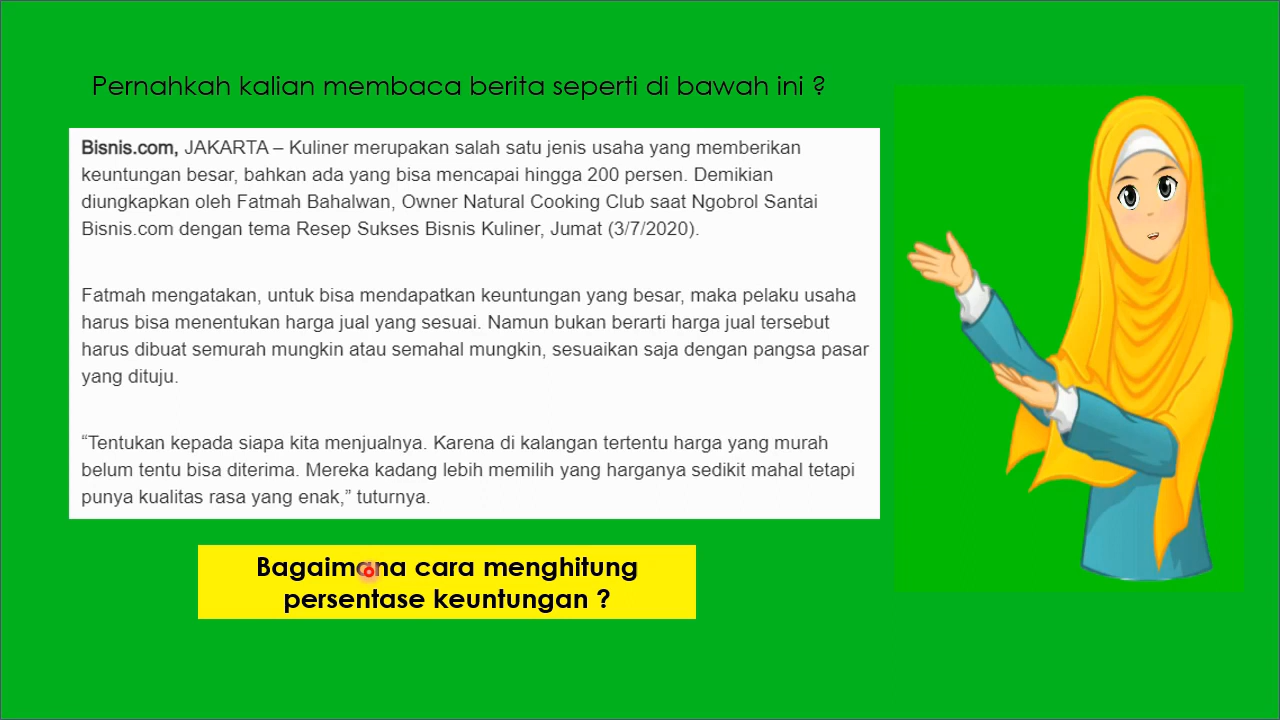 Pernahkah kalian membaca berita seperti di bawah ini ?
Bisnis.com, JAKARTA – Kuliner merupakan salah satu jenis usaha yang memberikan
keuntungan besar, bahkan ada yang bisa mencapai hingga 200 persen. Demikian
diungkapkan oleh Fatmah Bahalwan, Owner Natural Cooking Club saat Ngobrol Santai
Bisnis.com dengan tema Resep Sukses Bisnis Kuliner, Jumat (3/7/2020).
Fatmah mengatakan, untuk bisa mendapatkan keuntungan yang besar, maka pelaku usaha
harus bisa menentukan harga jual yang sesuai. Namun bukan berarti harga jual tersebut
harus dibuat semurah mungkin atau semahal mungkin, sesuaikan saja dengan pangsa pasar
yang dituju.
“Tentukan kepada siapa kita menjualnya. Karena di kalangan tertentu harga yang murah
belum tentu bisa diterima. Mereka kadang lebih memilih yang harganya sedikit mahal tetapi
punya kualitas rasa yang enak,” tuturnya.
Bagaimana cara menghitung
persentase keuntungan ?